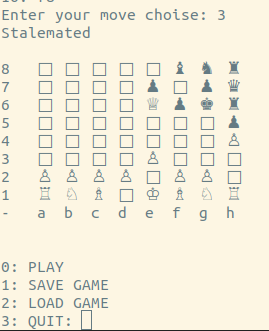 Enter your move choise: 3
Stalemated
8 □ □ □ □ □ ♝ ♞ ♜
7 □ □ □ □ ♟ □ ♟ ♛
6 □ □ □ □ ♕ ♟ ♚ ♜
5 □ □ □ □ □ □ □ ♟
4 □ □ □ □ □ □ □ ♙
3 □ □ □ □ ♙ □ □ □
2 ♙ ♙ ♙ ♙ □ ♙ ♙ □
1 ♖ ♘ ♗ □ ♔ ♗ ♘ ♖
- a b c d e f g h
0: PLAY
1: SAVE GAME
2: LOAD GAME
3: QUIT: